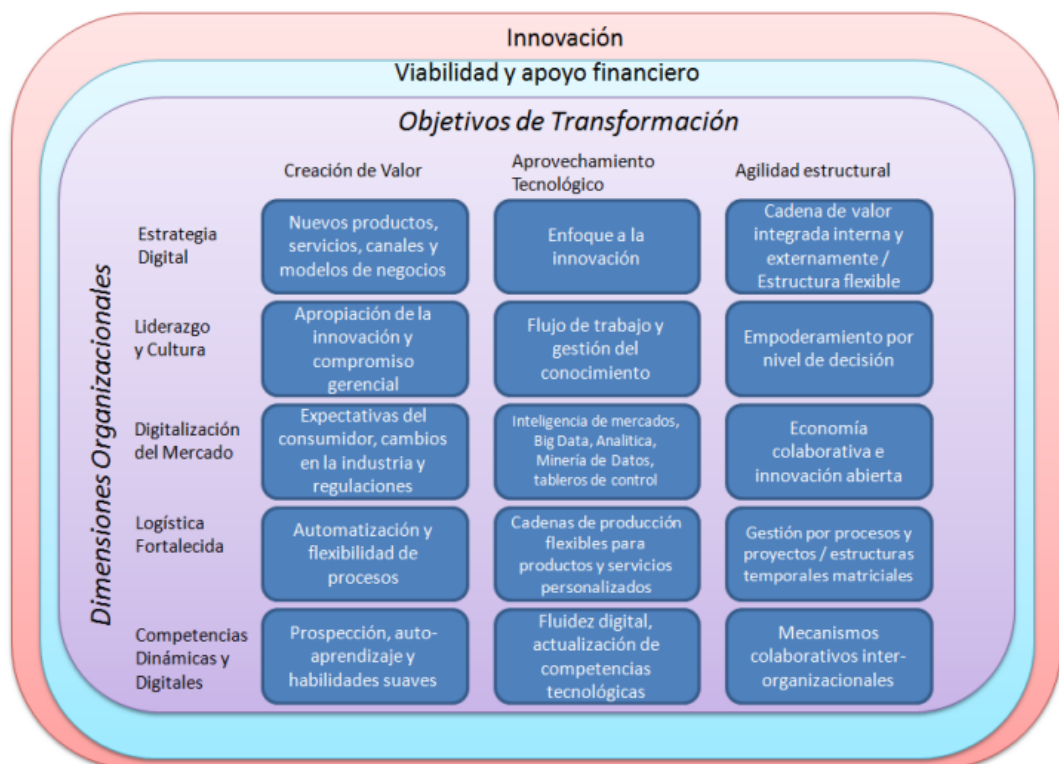 Innovación
Viabilidad y apoyo financiero
Objetivos de Transformación
Creación de Valor
Aprovechamiento
Tecnológico
Agilidad estructural
Dimensiones Organizacionales
Estrategia
Digital
Nuevos productos,
servicios, canales y
modelos de negocios
Enfoque a la
innovación
Cadena de valor
integrada interna y
externamente /
Estructura flexible
Liderazgo
y Cultura
Apropiación de la
innovación y
compromiso
gerencial
Flujo de trabajo y
gestión del
conocimiento
Empoderamiento por
nivel de decisión
Digitalización
del Mercado
Expectativas del
consumidor, cambios
en la industria y
regulaciones
Inteligencia de mercados,
Big Data, Analítica,
Minería de Datos,
tableros de control
Economía
colaborativa e
innovación abierta
Logística
Fortalecida
Automatización y
flexibilidad de
procesos
Cadenas de producción
flexibles para
productos y servicios
personalizados
Gestión por procesos y
proyectos / estructuras
temporales matriciales
Competencias
Dinámicas y
Digitales
Prospección, auto-
aprendizaje y
habilidades suaves
Fluidez digital,
actualización de
competencias
tecnológicas
Mecanismos
colaborativos inter-
organizacionales